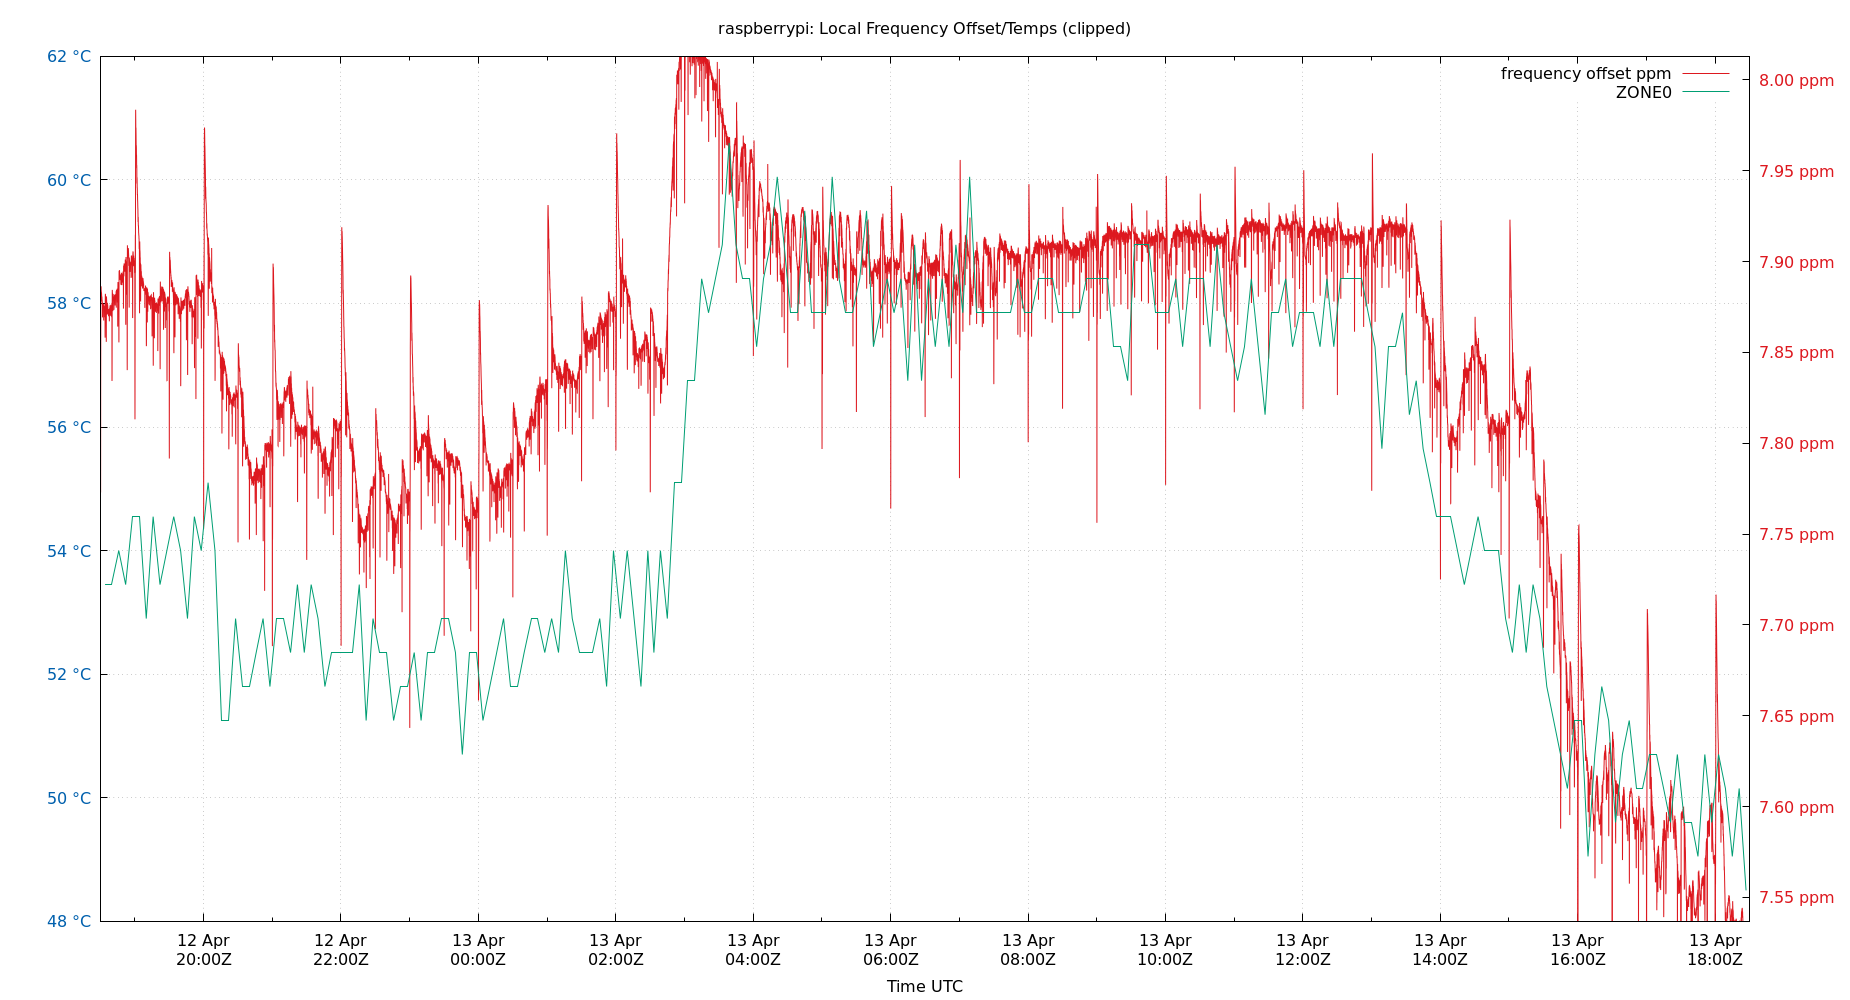 raspberrypi: Local Frequency Offset/Temps (clipped)
frequency offset ppm
ZONE0
62 °C
60 °C
58 °C
56 °C
54 °C
52 °C
50 °C
48 °C
8.00 ppm
7.95 ppm
7.90 ppm
7.85 ppm
7.80 ppm
7.75 ppm
7.70 ppm
7.65 ppm
7.60 ppm
7.55 ppm
12 Apr
20:00Z
12 Apr
22:00Z
13 Apr
00:00Z
13 Apr
02:00Z
13 Apr
04:00Z
13 Apr
06:00Z
13 Apr
08:00Z
13 Apr
10:00Z
13 Apr
12:00Z
13 Apr
14:00Z
13 Apr
16:00Z
13 Apr
18:00Z
Time UTC